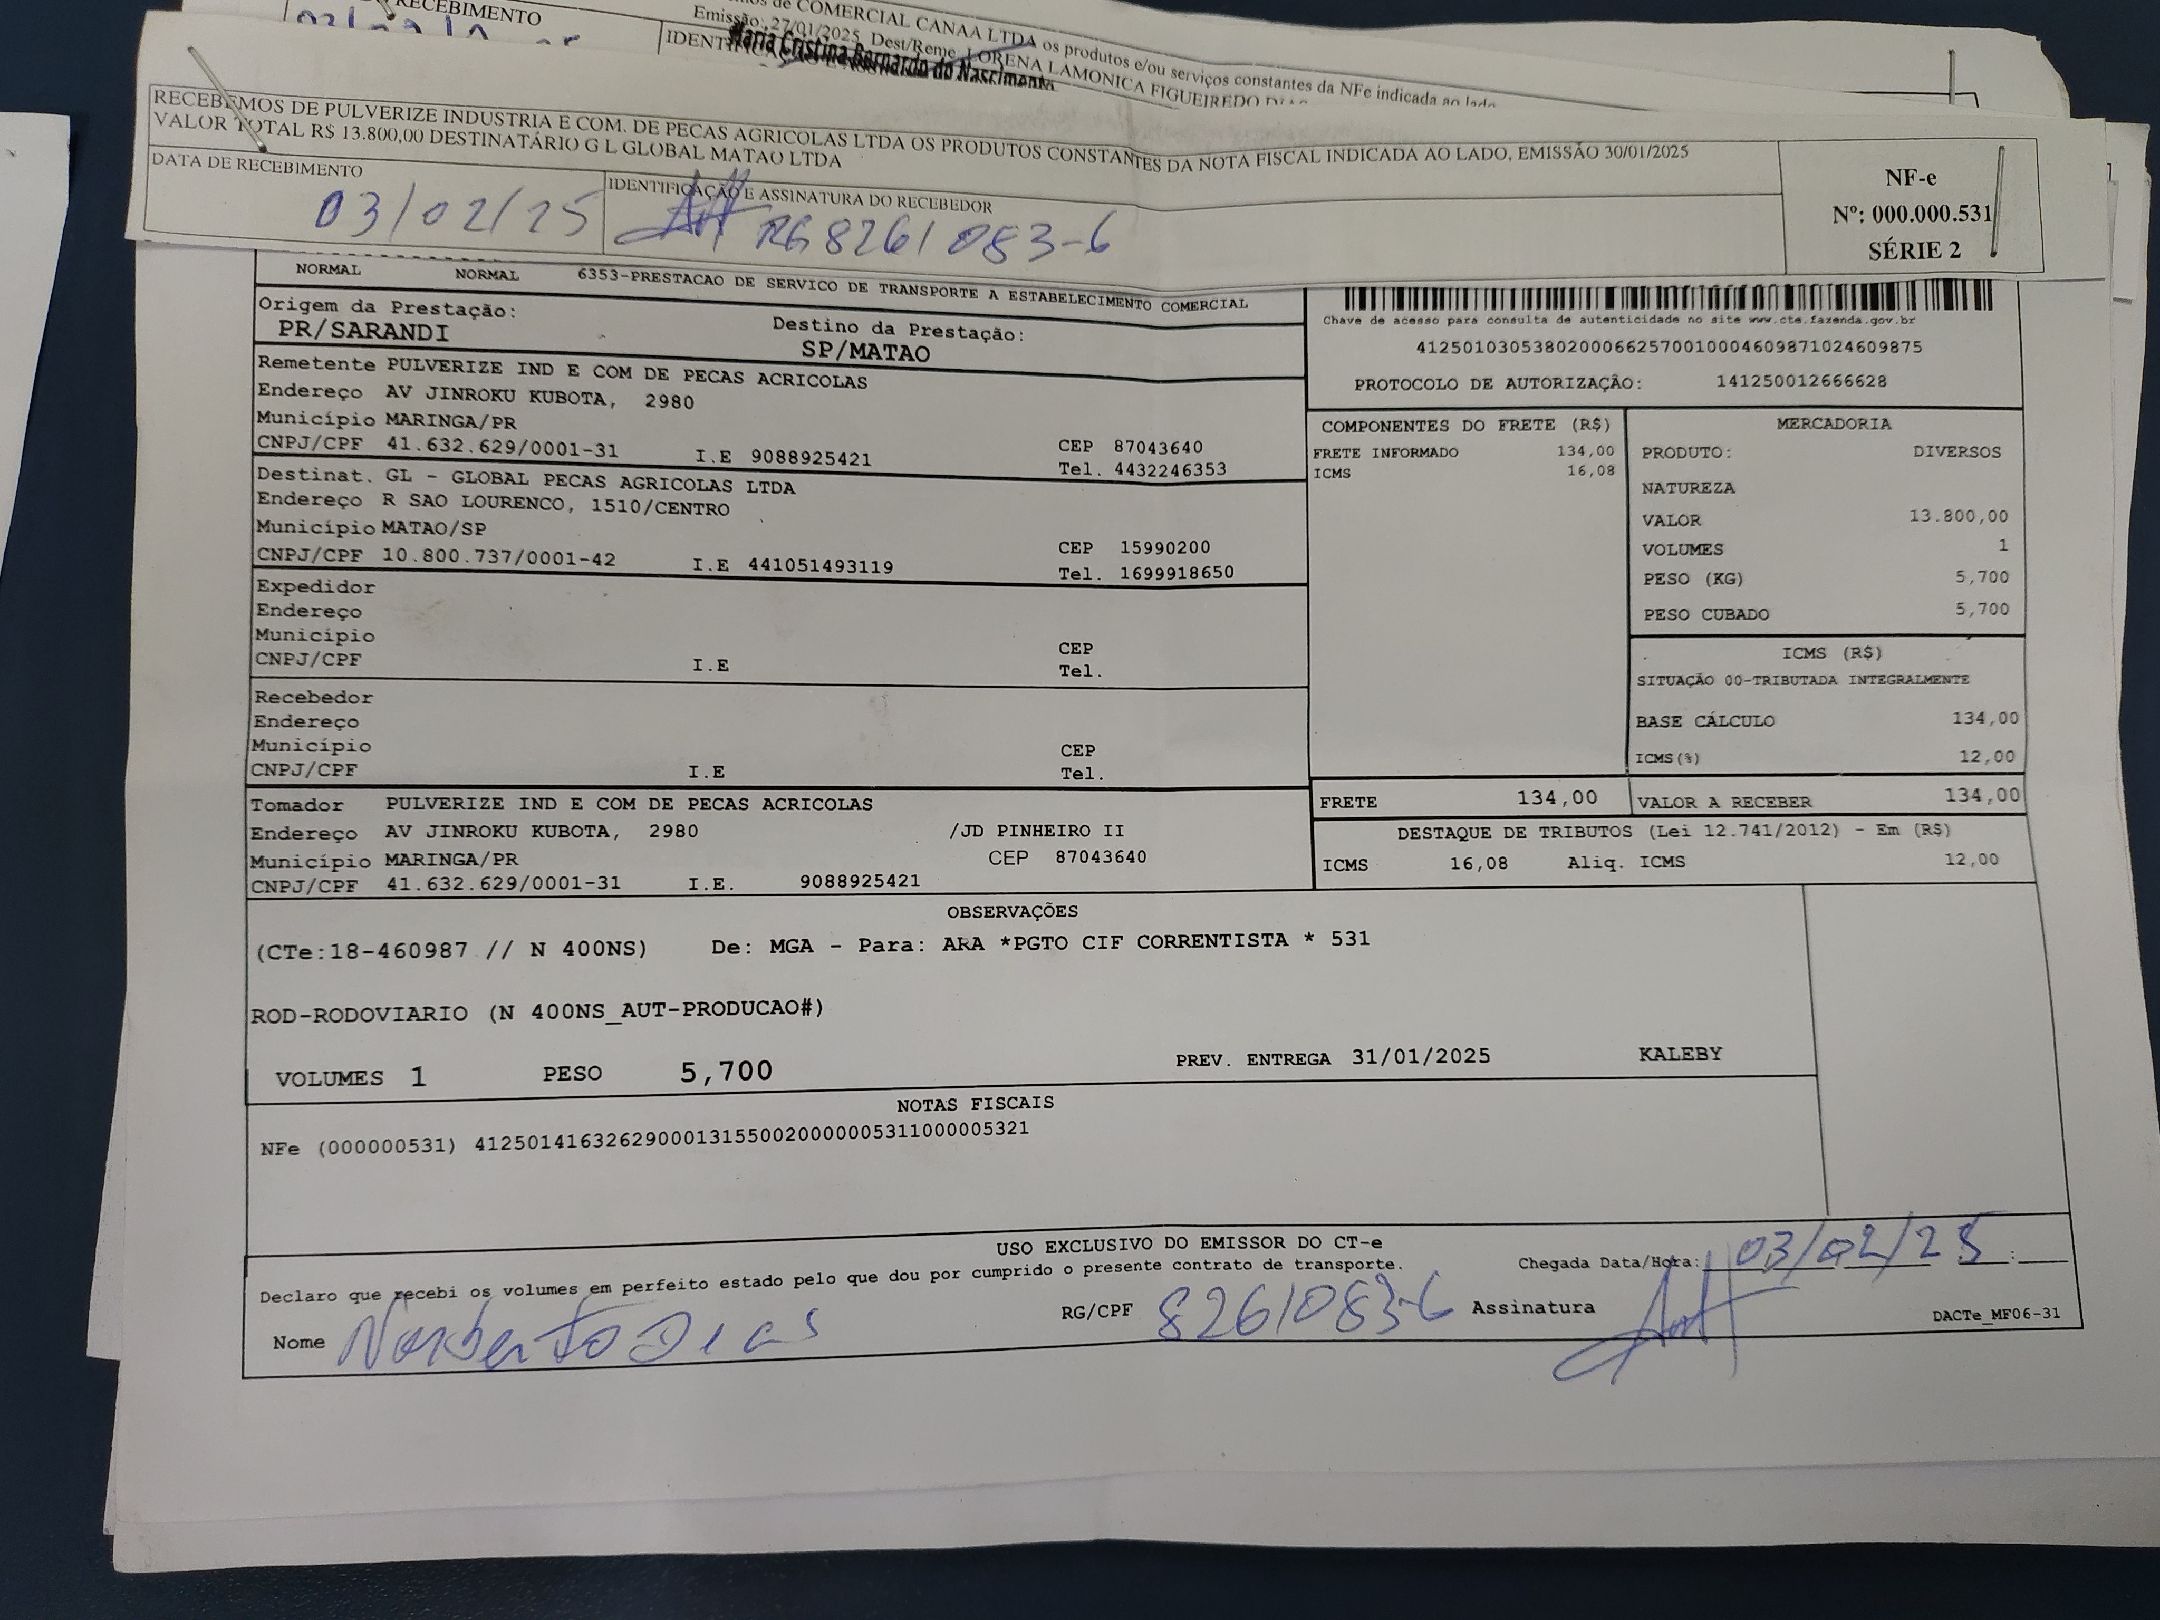 RECEBIMENTO
de COMERCIAL CANAA LTDA os produtos e/ou serviços constantes da NFe indicada ao lado
Emissão: 27/01/2025 Dest/Reme LORENA LAMONICA FIGUEIREDO
Maria Cristina Bernardo do Nascimento
RECEBEMOS DE PULVERIZE INDUSTRIA E COM. DE PECAS AGRICOLAS LTDA OS PRODUTOS CONSTANTES DA NOTA FISCAL INDICADA AO LADO, EMISSÃO 30/01/2025
VALOR TOTAL R$ 13.800,00 DESTINATÁRIO G L GLOBAL MATAO LTDA
DATA DE RECEBIMENTO
03/02/25
IDENTIFICAÇÃO E ASSINATURA DO RECEBEDOR
RG 8261083-6
NF-e
Nº: 000.000.531
SÉRIE 2
NORMAL NORMAL 6353-PRESTACAO DE SERVICO DE TRANSPORTE A ESTABELECIMENTO COMERCIAL
Origem da Prestação: Destino da Prestação:
PR/SARANDI SP/MATAO
Remetente PULVERIZE IND E COM DE PECAS ACRICOLAS
Endereço AV JINROKU KUBOTA, 2980
Município MARINGA/PR CEP 87043640
CNPJ/CPF 41.632.629/0001-31 I.E 9088925421 Tel. 4432246353
Destinat. GL - GLOBAL PECAS AGRICOLAS LTDA
Endereço R SAO LOURENCO, 1510/CENTRO
Município MATAO/SP CEP 15990200
CNPJ/CPF 10.800.737/0001-42 I.E 441051493119 Tel. 1699918650
Expedidor
Endereço
Município CEP
CNPJ/CPF I.E Tel.
Recebedor
Endereço
Município CEP
CNPJ/CPF I.E Tel.
Tomador PULVERIZE IND E COM DE PECAS ACRICOLAS
Endereço AV JINROKU KUBOTA, 2980 /JD PINHEIRO II
Município MARINGA/PR CEP 87043640
CNPJ/CPF 41.632.629/0001-31 I.E. 9088925421
Chave de acesso para consulta de autenticidade no site www.cte.fazenda.gov.br
41250103053802000662570010004609871024609875
PROTOCOLO DE AUTORIZAÇÃO: 141250012666628
COMPONENTES DO FRETE (R$)
FRETE INFORMADO 134,00
ICMS 16,08
MERCADORIA
PRODUTO: DIVERSOS
NATUREZA
VALOR 13.800,00
VOLUMES 1
PESO (KG) 5,700
PESO CUBADO 5,700
ICMS (R$)
SITUAÇÃO 00-TRIBUTADA INTEGRALMENTE
BASE CÁLCULO 134,00
ICMS(%) 12,00
FRETE 134,00 VALOR A RECEBER 134,00
DESTAQUE DE TRIBUTOS (Lei 12.741/2012) - Em (R$)
ICMS 16,08 Aliq. ICMS 12,00
OBSERVAÇÕES
(CTe:18-460987 // N 400NS) De: MGA - Para: ARA *PGTO CIF CORRENTISTA * 531
ROD-RODOVIARIO (N 400NS_AUT-PRODUCAO#)
VOLUMES 1 PESO 5,700 PREV. ENTREGA 31/01/2025 KALEBY
NOTAS FISCAIS
NFe (000000531) 41250141632629000131550020000005311000005321
USO EXCLUSIVO DO EMISSOR DO CT-e
Declaro que recebi os volumes em perfeito estado pelo que dou por cumprido o presente contrato de transporte. Chegada Data/Hora: 03/02/25 :
Nome Norberto Dias RG/CPF 8261083-6 Assinatura
DACTe_MF06-31